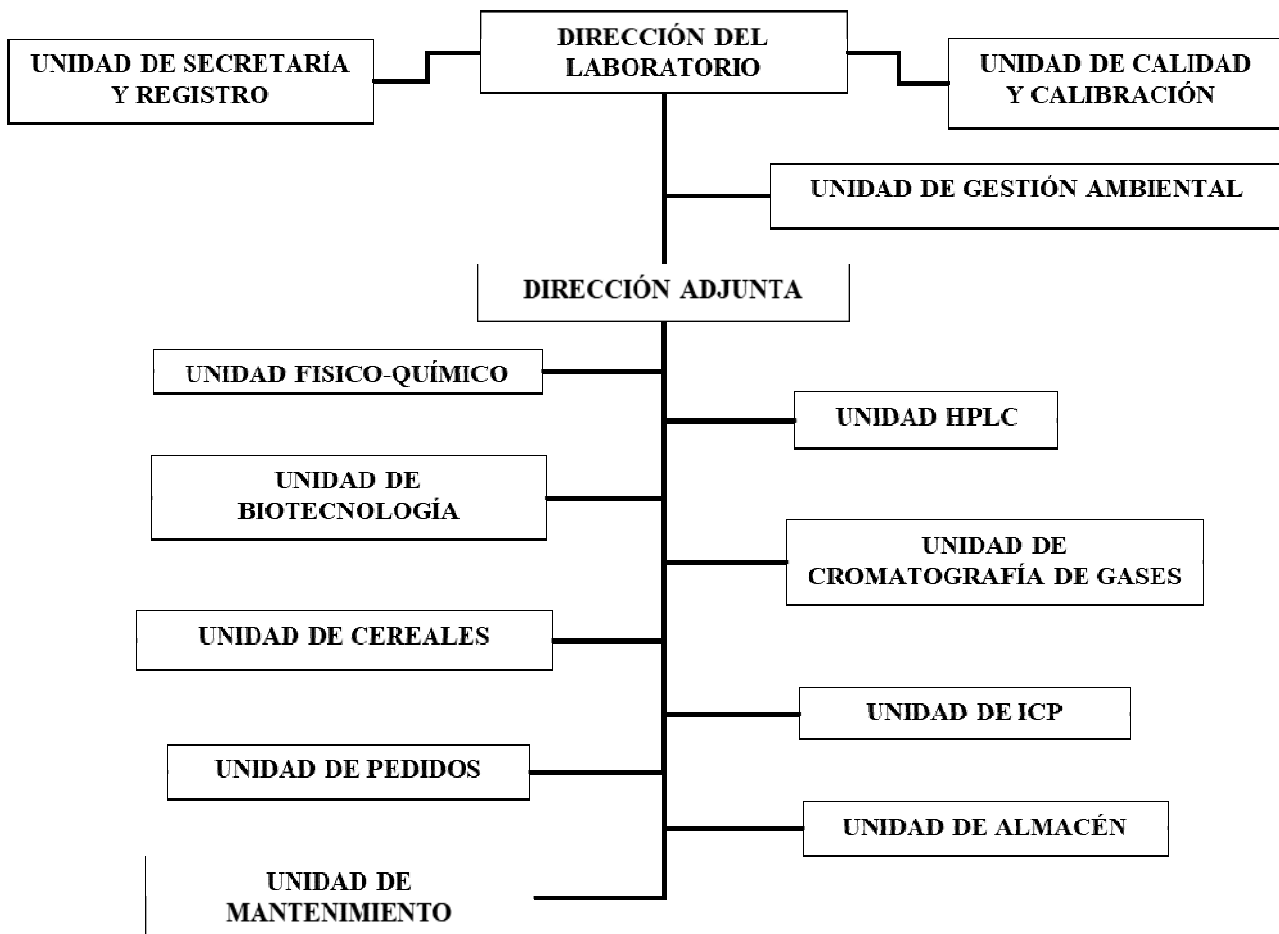 DIRECCIÓN DEL
LABORATORIO
UNIDAD DE SECRETARÍA
Y REGISTRO
UNIDAD DE CALIDAD
Y CALIBRACIÓN
UNIDAD DE GESTIÓN AMBIENTAL
DIRECCIÓN ADJUNTA
UNIDAD FISICO-QUÍMICO
UNIDAD HPLC
UNIDAD DE
BIOTECNOLOGÍA
UNIDAD DE
CROMATOGRAFÍA DE GASES
UNIDAD DE CEREALES
UNIDAD DE ICP
UNIDAD DE PEDIDOS
UNIDAD DE ALMACÉN
UNIDAD DE
MANTENIMIENTO